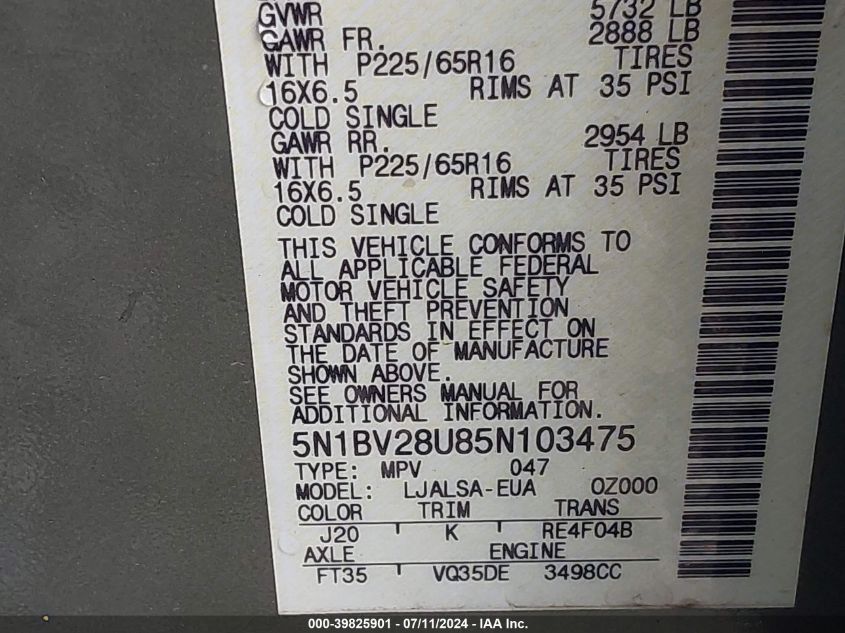 GVWR 5732 LB
GAWR FR. 2888 LB
WITH P225/65R16 TIRES
16X6.5 RIMS AT 35 PSI
COLD SINGLE
GAWR RR. 2954 LB
WITH P225/65R16 TIRES
16X6.5 RIMS AT 35 PSI
COLD SINGLE
THIS VEHICLE CONFORMS TO
ALL APPLICABLE FEDERAL
MOTOR VEHICLE SAFETY
AND THEFT PREVENTION
STANDARDS IN EFFECT ON
THE DATE OF MANUFACTURE
SHOWN ABOVE.
SEE OWNERS MANUAL FOR
ADDITIONAL INFORMATION.
5N1BV28U85N103475
TYPE: MPV 047
MODEL: LJALSA-EUA 0Z000
COLOR TRIM TRANS
J20 K RE4F04B
AXLE ENGINE
FT35 VQ35DE 3498CC
000-39825901 - 07/11/2024 - IAA Inc.